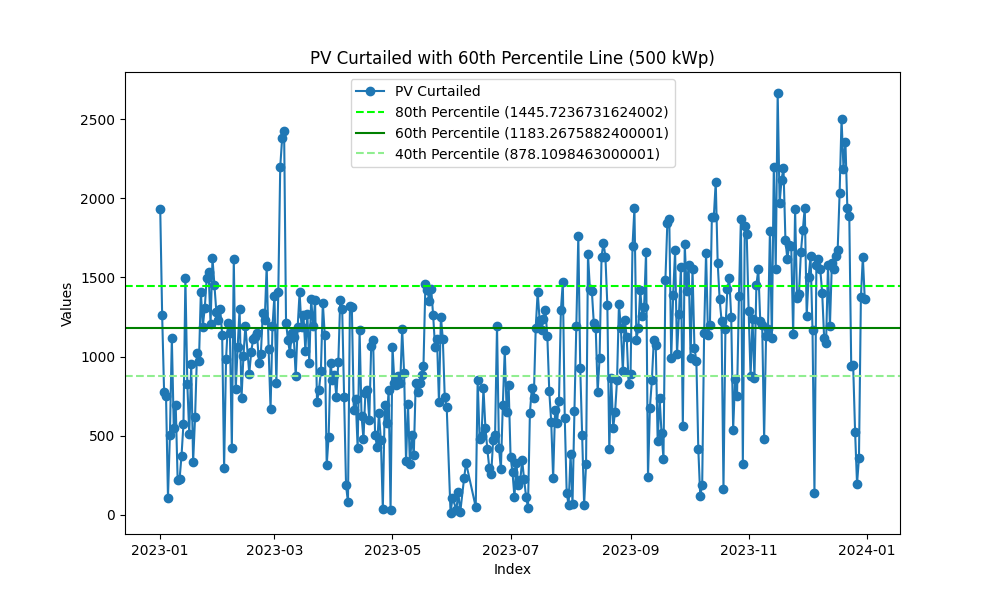 PV Curtailed with 60th Percentile Line (500 kWp)
PV Curtailed
80th Percentile (1445.7236731624002)
60th Percentile (1183.2675882400001)
40th Percentile (878.1098463000001)
Values
2500
2000
1500
1000
500
0
2023-01
2023-03
2023-05
2023-07
2023-09
2023-11
2024-01
Index